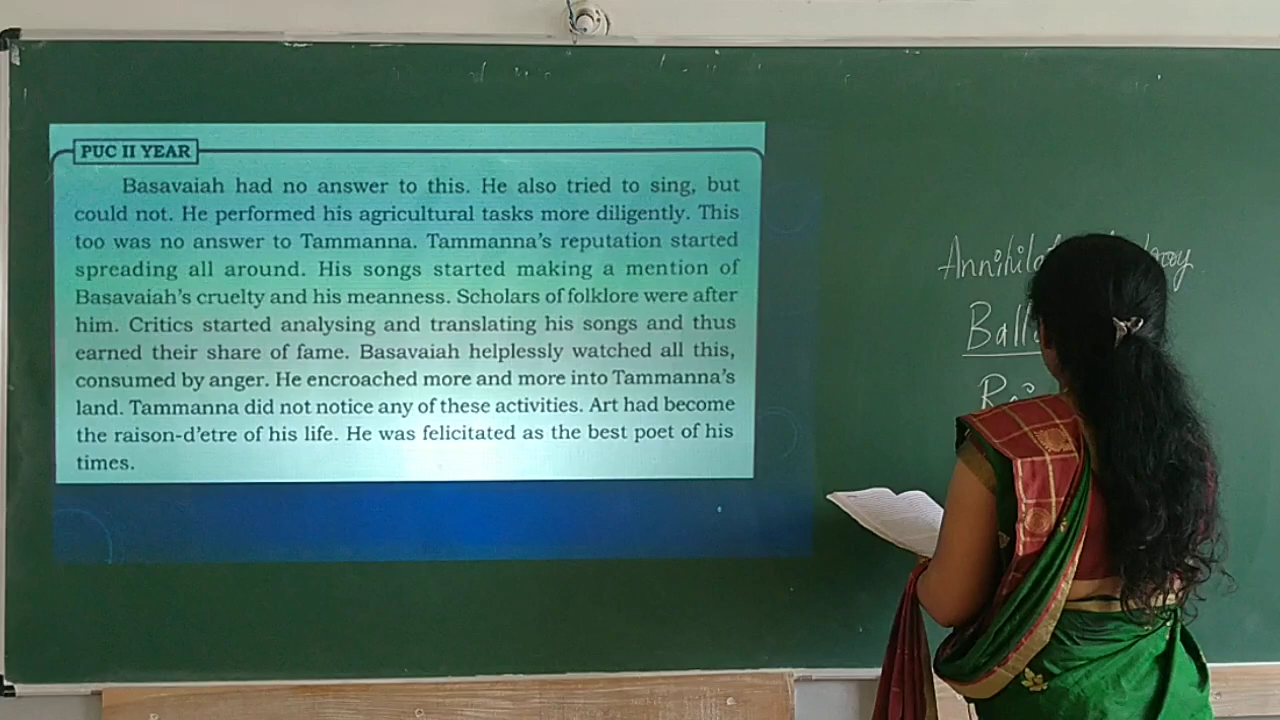 PUC II YEAR
Basavaiah had no answer to this. He also tried to sing, but
could not. He performed his agricultural tasks more diligently. This
too was no answer to Tammanna. Tammanna's reputation started
spreading all around. His songs started making a mention of
Basavaiah's cruelty and his meanness. Scholars of folklore were after
him. Critics started analysing and translating his songs and thus
earned their share of fame. Basavaiah helplessly watched all this,
consumed by anger. He encroached more and more into Tammanna's
land. Tammanna did not notice any of these activities. Art had become
the raison-d'etre of his life. He was felicitated as the best poet of his
times.